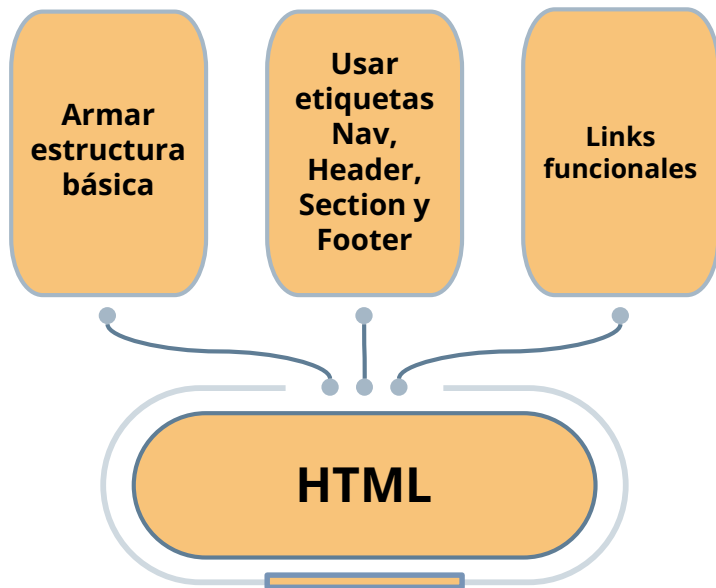 Armar
estructura
básica
Usar
etiquetas
Nav,
Header,
Section y
Footer
Links
funcionales
HTML